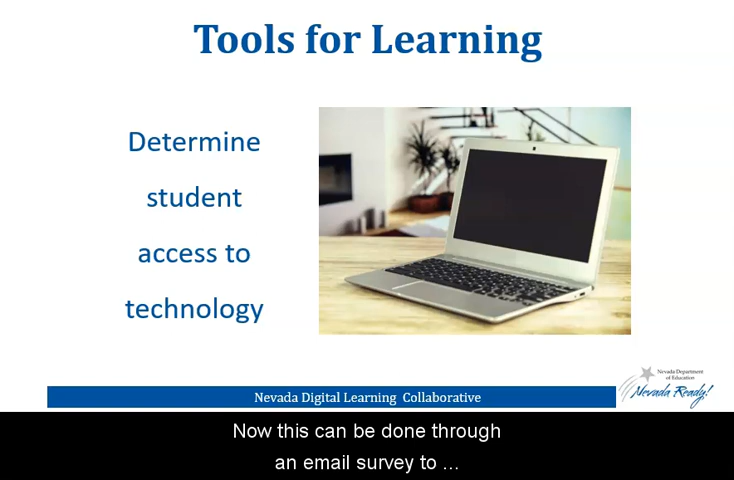 Tools for Learning
Determine
student
access to
technology
Nevada Digital Learning Collaborative
Nevada Department
of Education
Nevada Ready!
Now this can be done through
an email survey to ...